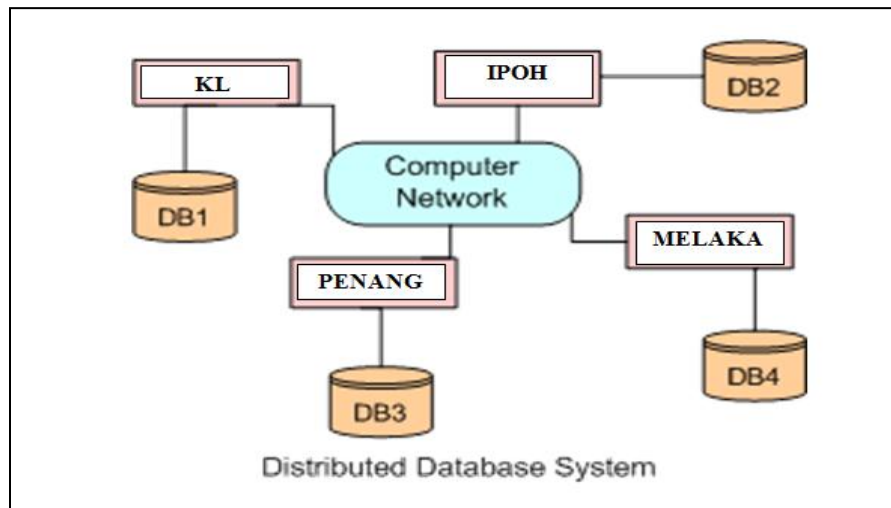 KL
IPOH
DB2
Computer
Network
DB1
MELAKA
PENANG
DB4
DB3
Distributed Database System